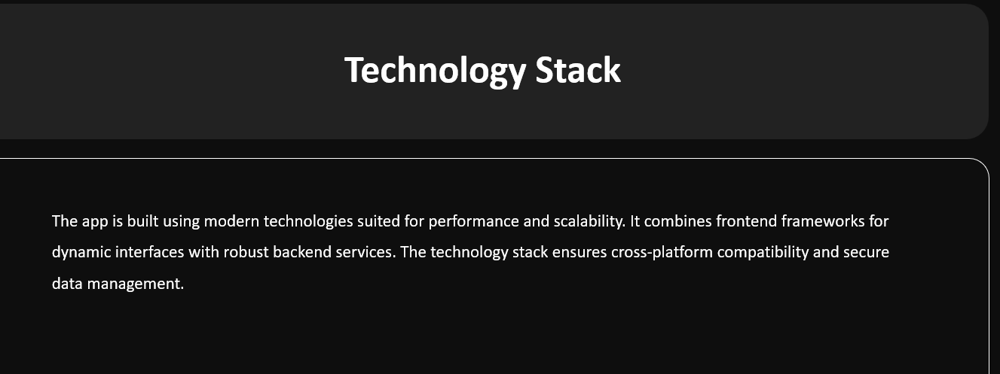 Technology Stack
The app is built using modern technologies suited for performance and scalability. It combines frontend frameworks for
dynamic interfaces with robust backend services. The technology stack ensures cross-platform compatibility and secure
data management.